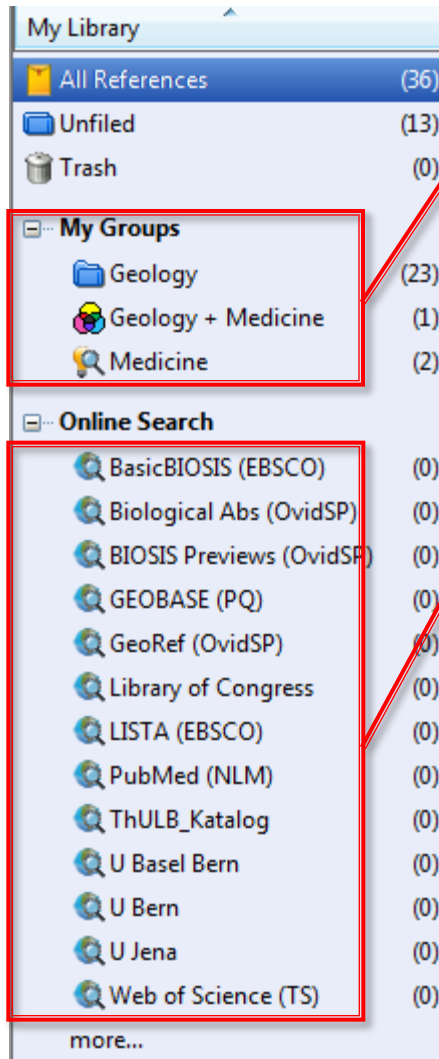 My Library
All References (36)
Unfiled (13)
Trash (0)
My Groups
Geology (23)
Geology + Medicine (1)
Medicine (2)
Online Search
BasicBIOSIS (EBSCO) (0)
Biological Abs (OvidSP) (0)
BIOSIS Previews (OvidSP) (0)
GEOBASE (PQ) (0)
GeoRef (OvidSP) (0)
Library of Congress (0)
LISTA (EBSCO) (0)
PubMed (NLM) (0)
ThULB_Katalog (0)
U Basel Bern (0)
U Bern (0)
U Jena (0)
Web of Science (TS) (0)
more...